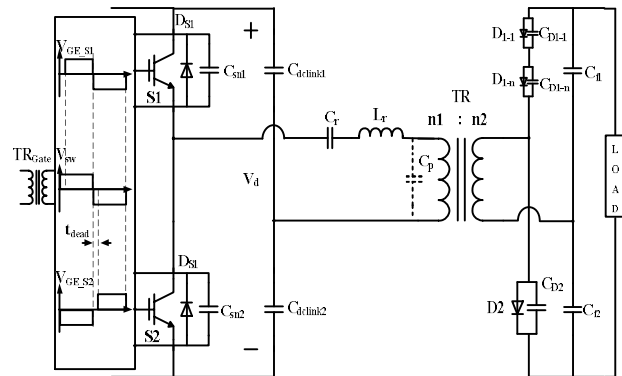 V_GE_S1
D_S1
+
S1
C_sn1
C_dclink1
V_sw
TR_Gate
t_dead
V_GE_S2
D_S1
S2
C_sn2
C_dclink2
−
V_d
C_r
L_r
C_p
TR
n1 : n2
D_1-1
C_D1-1
D_1-n
C_D1-n
C_f1
D2
C_D2
C_f2
LOAD